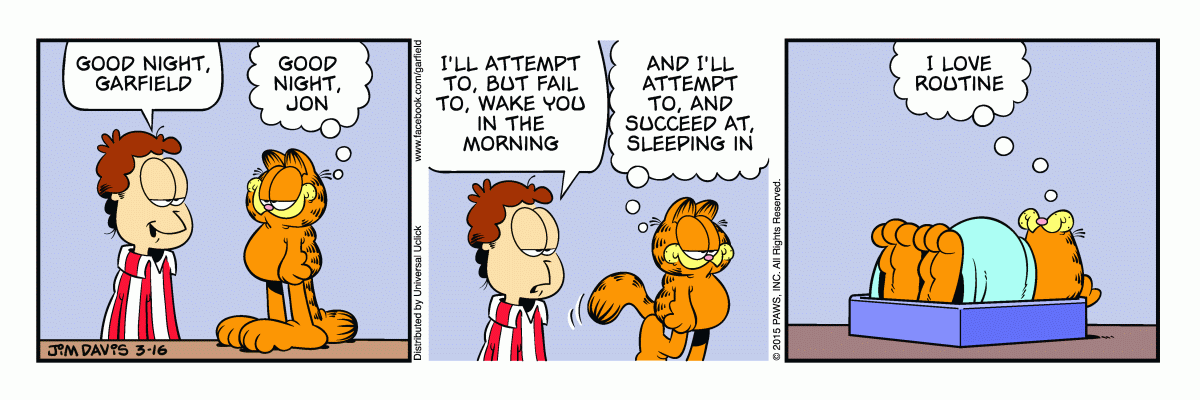 GOOD NIGHT,
GARFIELD
GOOD
NIGHT,
JON
JIM DAVIS 3-16
www.facebook.com/garfield
Distributed by Universal Uclick
I'LL ATTEMPT
TO, BUT FAIL
TO, WAKE YOU
IN THE
MORNING
AND I'LL
ATTEMPT
TO, AND
SUCCEED AT,
SLEEPING IN
© 2015 PAWS, INC. All Rights Reserved.
I LOVE
ROUTINE